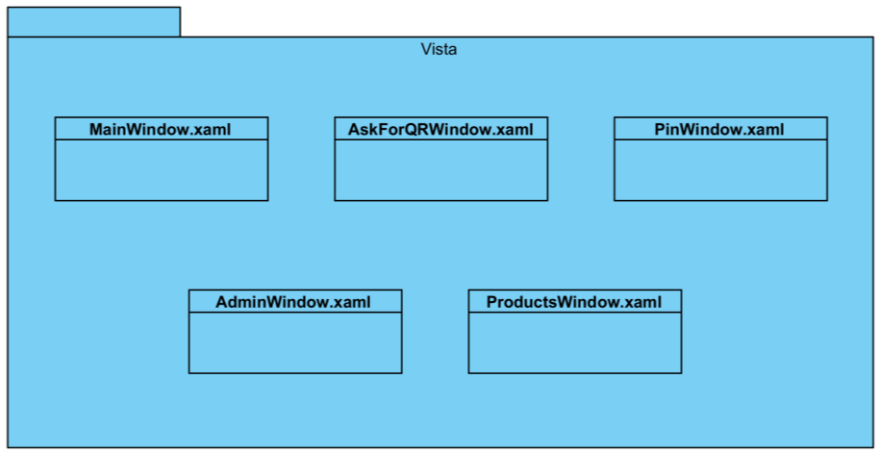 Vista
MainWindow.xaml
AskForQRWindow.xaml
PinWindow.xaml
AdminWindow.xaml
ProductsWindow.xaml